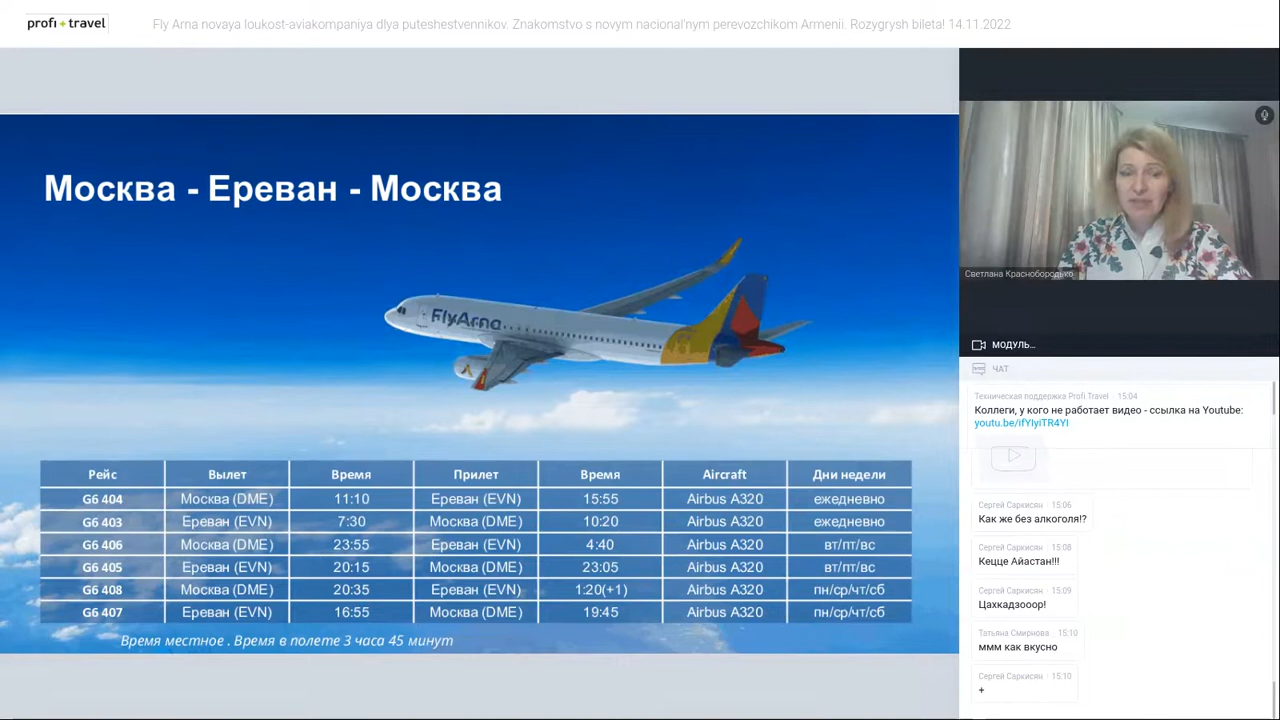 profi travel
Fly Arna novaya loukost-aviakompaniya dlya puteshestvennikov. Znakomstvo s novym nacional'nym perevozchikom Armenii. Rozygrysh bileta! 14.11.2022
Москва - Ереван - Москва
FlyArna
Рейс Вылет Время Прилет Время Aircraft Дни недели
G6 404 Москва (DME) 11:10 Ереван (EVN) 15:55 Airbus A320 ежедневно
G6 403 Ереван (EVN) 7:30 Москва (DME) 10:20 Airbus A320 ежедневно
G6 406 Москва (DME) 23:55 Ереван (EVN) 4:40 Airbus A320 вт/пт/вс
G6 405 Ереван (EVN) 20:15 Москва (DME) 23:05 Airbus A320 вт/пт/вс
G6 408 Москва (DME) 20:35 Ереван (EVN) 1:20(+1) Airbus A320 пн/ср/чт/сб
G6 407 Ереван (EVN) 16:55 Москва (DME) 19:45 Airbus A320 пн/ср/чт/сб
Время местное . Время в полете 3 часа 45 минут
Светлана Краснобородько
МОДУЛЬ...
ЧАТ
Техническая поддержка Profi.Travel 15:04
Коллеги, у кого не работает видео - ссылка на Youtube:
youtu.be/ifYIyiTR4YI
Сергей Саркисян 15:06
Как же без алкоголя!?
Сергей Саркисян 15:08
Кецце Айастан!!!
Сергей Саркисян 15:09
Цахкадзооор!
Татьяна Смирнова 15:10
ммм как вкусно
Сергей Саркисян 15:10
+